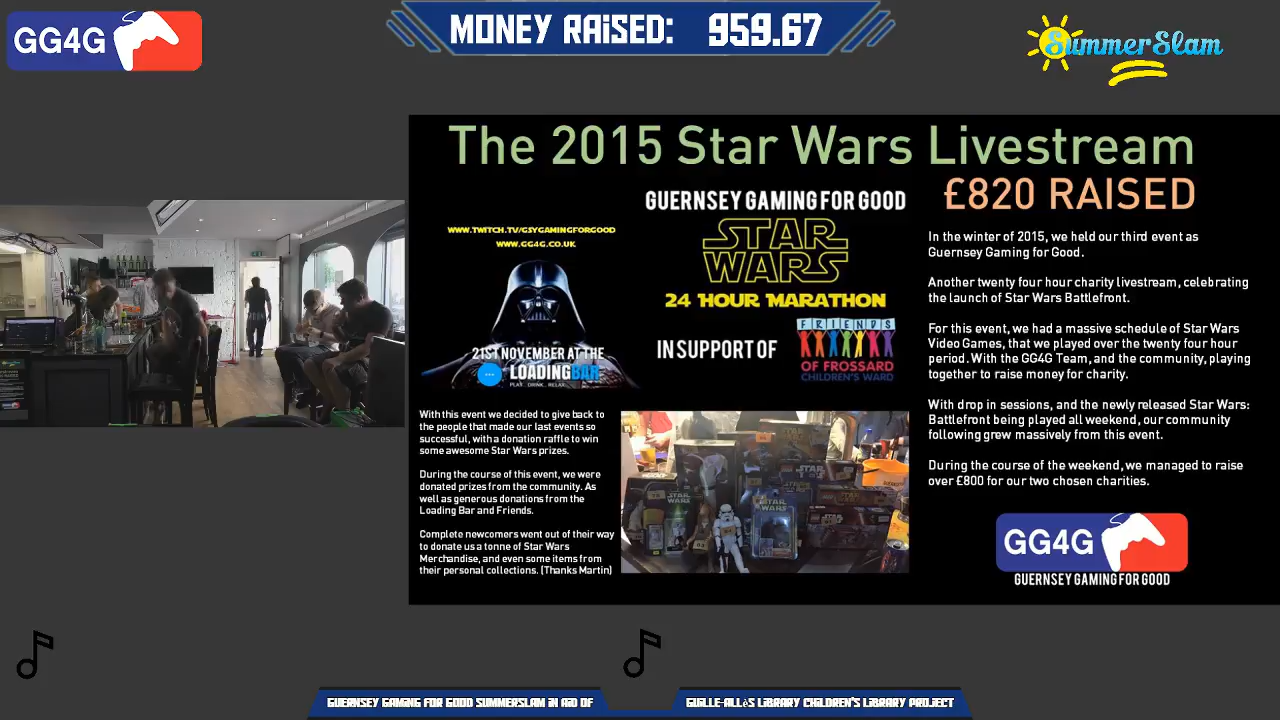 GG4G
MONEY RAISED: 959.67
SummerSlam
The 2015 Star Wars Livestream
£820 RAISED
GUERNSEY GAMING FOR GOOD
STAR
WARS
24 HOUR MARATHON
IN SUPPORT OF
FRIENDS
OF FROSSARD
CHILDREN'S WARD
WWW.TWITCH.TV/GSYGAMINGFORGOOD
WWW.GG4G.CO.UK
21ST NOVEMBER AT THE
LOADINGBAR
PLAY. DRINK. RELAX.
With this event we decided to give back to
the people that made our last events so
successful, with a donation raffle to win
some awesome Star Wars prizes.
During the course of this event, we were
donated prizes from the community. As
well as generous donations from the
Loading Bar and Friends.
Complete newcomers went out of their way
to donate us a tonne of Star Wars
Merchandise, and even some items from
their personal collections. (Thanks Martin)
In the winter of 2015, we held our third event as
Guernsey Gaming for Good.
Another twenty four hour charity livestream, celebrating
the launch of Star Wars Battlefront.
For this event, we had a massive schedule of Star Wars
Video Games, that we played over the twenty four hour
period. With the GG4G Team, and the community, playing
together to raise money for charity.
With drop in sessions, and the newly released Star Wars:
Battlefront being played all weekend, our community
following grew massively from this event.
During the course of the weekend, we managed to raise
over £800 for our two chosen charities.
GG4G
GUERNSEY GAMING FOR GOOD
GUERNSEY GAMING FOR GOOD SUMMERSLAM IN AID OF
GUILLE-ALLèS LIBRARY CHILDREN'S LIBRARY PROJECT